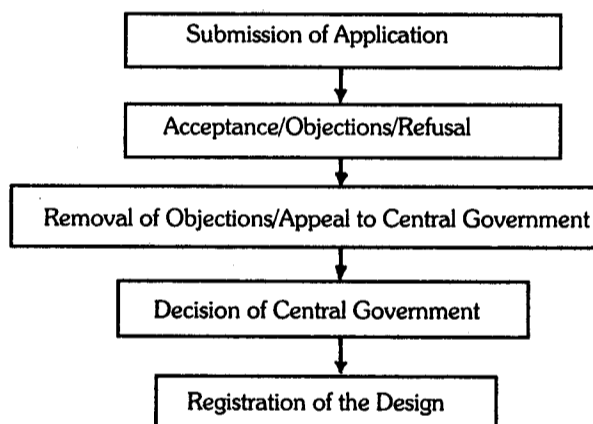 Submission of Application
Acceptance/Objections/Refusal
Removal of Objections/Appeal to Central Government
Decision of Central Government
Registration of the Design